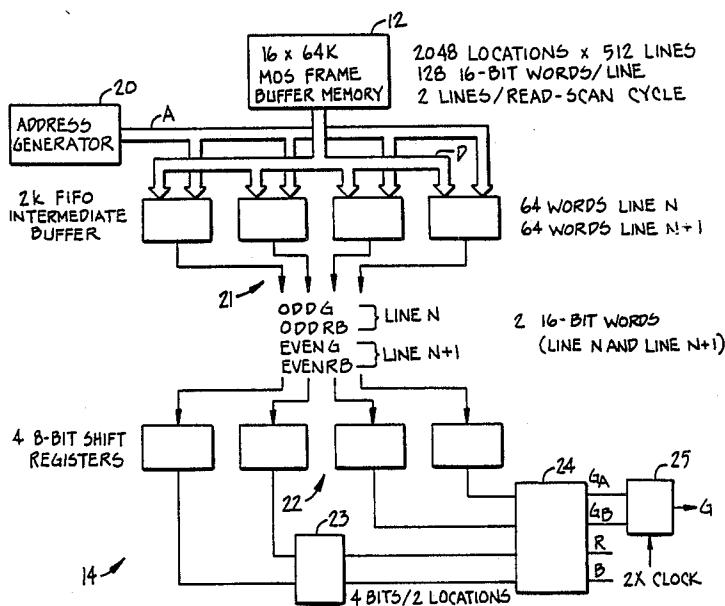 12
16 x 64K
MOS FRAME
BUFFER MEMORY
2048 LOCATIONS x 512 LINES
128 16-BIT WORDS/LINE
2 LINES/READ-SCAN CYCLE
20
ADDRESS
GENERATOR
A
D
2K FIFO
INTERMEDIATE
BUFFER
64 WORDS LINE N
64 WORDS LINE N+1
21
ODD G
ODD RB
LINE N
EVEN G
EVEN RB
LINE N+1
2 16-BIT WORDS
(LINE N AND LINE N+1)
4 8-BIT SHIFT
REGISTERS
22
23
24
25
GA
GB
R
B
G
2X CLOCK
14
4 BITS/2 LOCATIONS